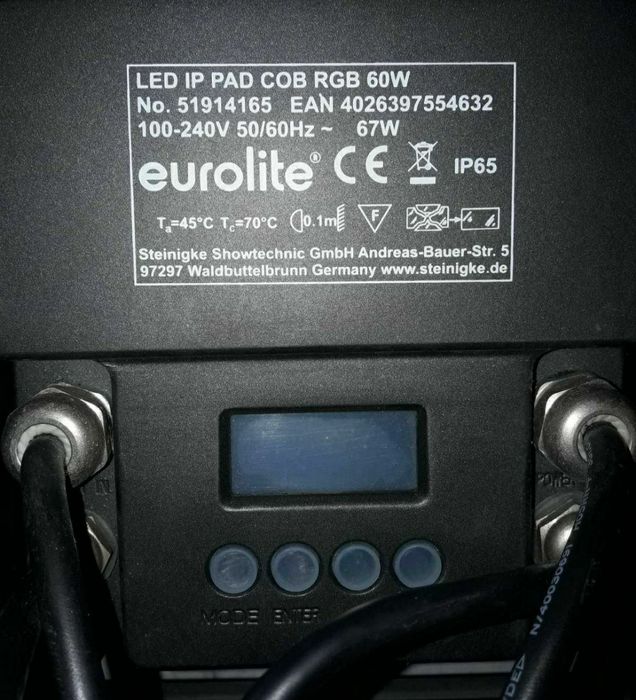 LED IP PAD COB RGB 60W
No. 51914165 EAN 4026397554632
100-240V 50/60Hz ~ 67W
eurolite® CE IP65
Ta=45°C Tc=70°C 0.1m F
Steinigke Showtechnic GmbH Andreas-Bauer-Str. 5
97297 Waldbuttelbrunn Germany www.steinigke.de
IN
MODE ENTER